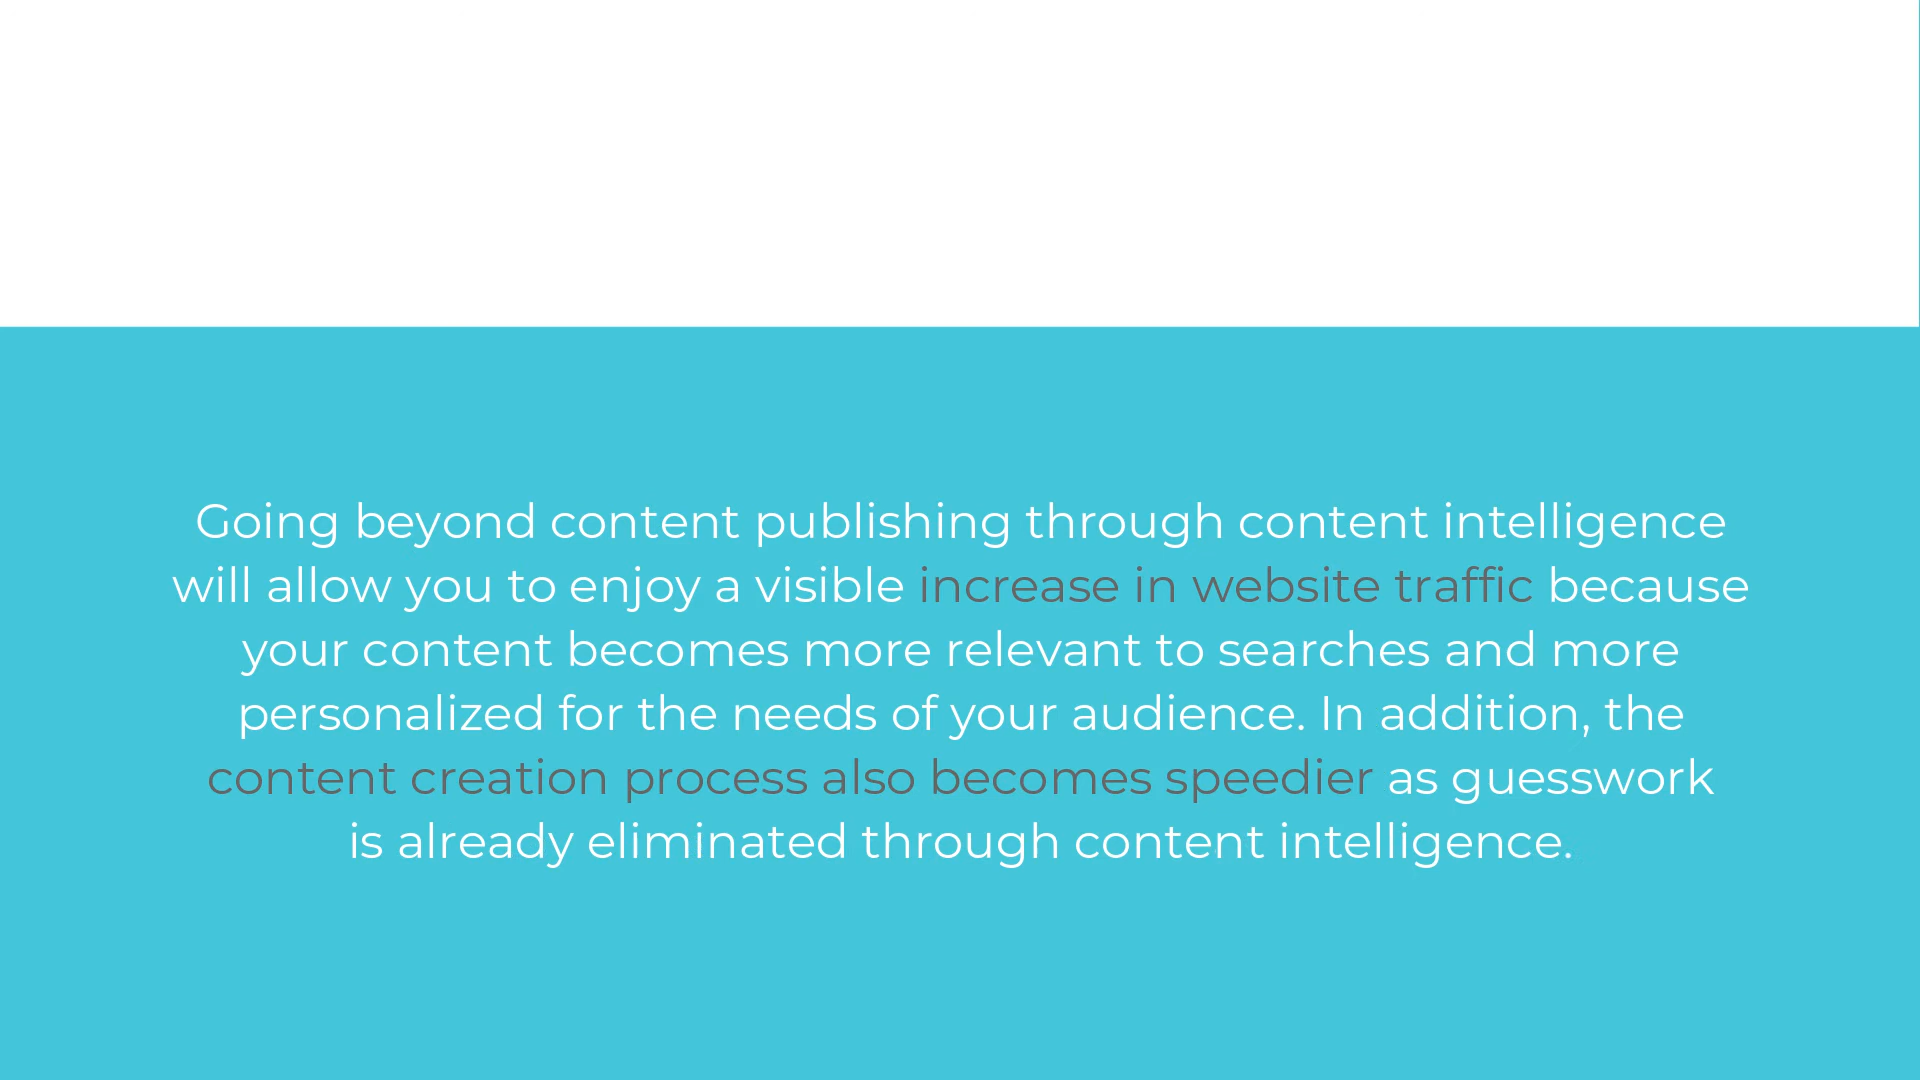 Going beyond content publishing through content intelligence
will allow you to enjoy a visible increase in website traffic because
your content becomes more relevant to searches and more
personalized for the needs of your audience. In addition, the
content creation process also becomes speedier as guesswork
is already eliminated through content intelligence.